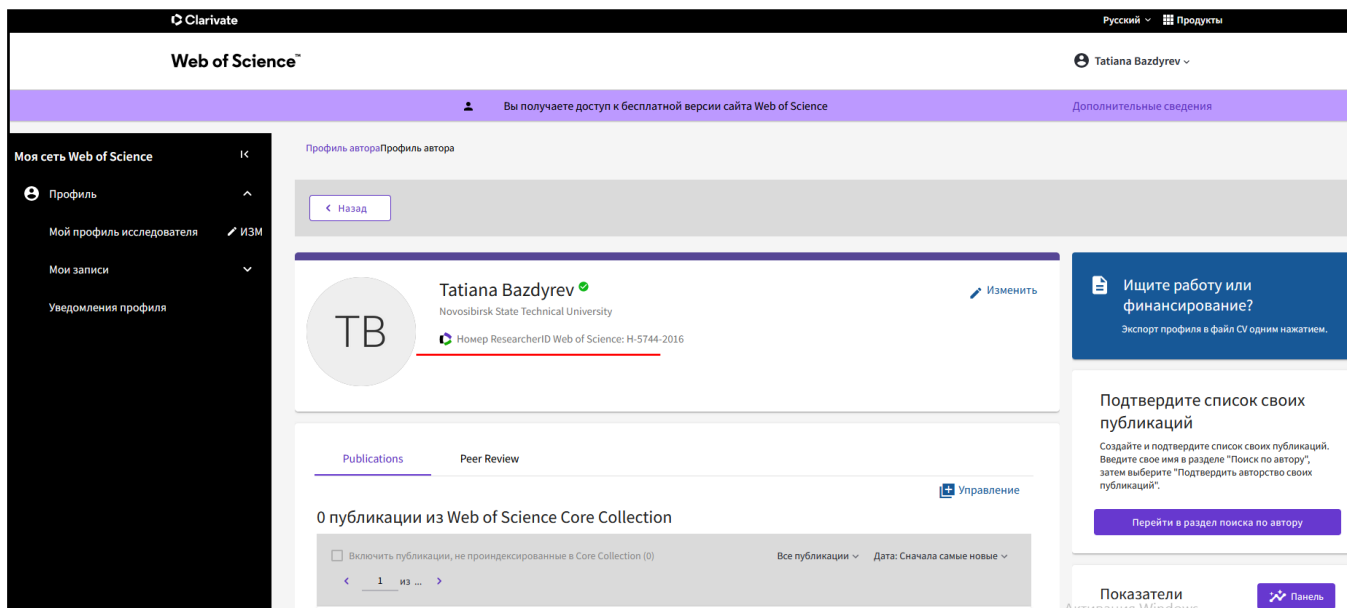 Clarivate
Русский
Продукты
Web of Science™
Tatiana Bazdyrev
Вы получаете доступ к бесплатной версии сайта Web of Science
Дополнительные сведения
Моя сеть Web of Science
Профиль
Мой профиль исследователя
ИЗМ
Мои записи
Уведомления профиля
Профиль автораПрофиль автора
Назад
TB
Tatiana Bazdyrev
Novosibirsk State Technical University
Номер ResearcherID Web of Science: H-5744-2016
Изменить
Publications
Peer Review
Управление
0 публикации из Web of Science Core Collection
Включить публикации, не проиндексированные в Core Collection (0)
Все публикации
Дата: Сначала самые новые
1 из ...
Ищите работу или
финансирование?
Экспорт профиля в файл CV одним нажатием.
Подтвердите список своих
публикаций
Создайте и подтвердите список своих публикаций.
Введите свое имя в разделе "Поиск по автору",
затем выберите "Подтвердить авторство своих
публикаций".
Перейти в раздел поиска по автору
Показатели
Панель